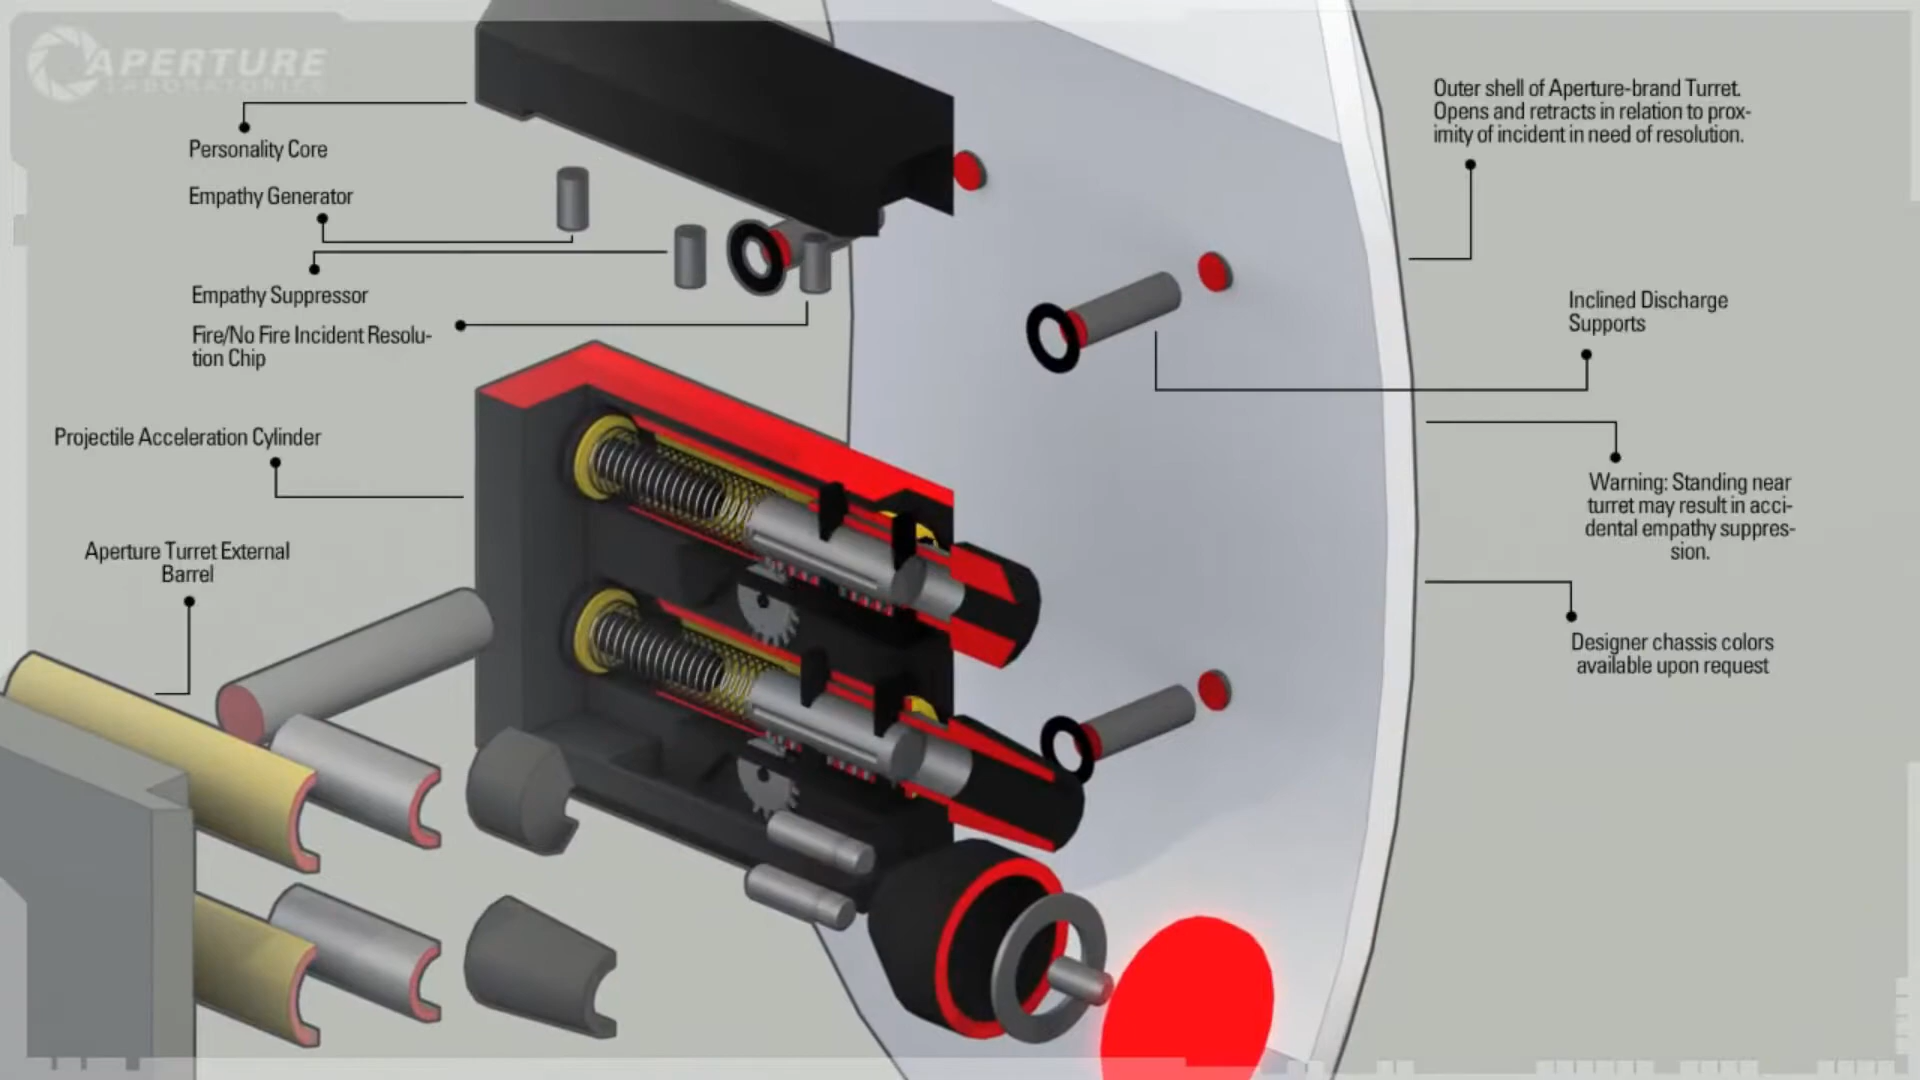 APERTURE
LABORATORIES
Personality Core
Empathy Generator
Empathy Suppressor
Fire/No Fire Incident Resolu-
tion Chip
Projectile Acceleration Cylinder
Aperture Turret External
Barrel
Outer shell of Aperture-brand Turret.
Opens and retracts in relation to prox-
imity of incident in need of resolution.
Inclined Discharge
Supports
Warning: Standing near
turret may result in acci-
dental empathy suppres-
sion.
Designer chassis colors
available upon request